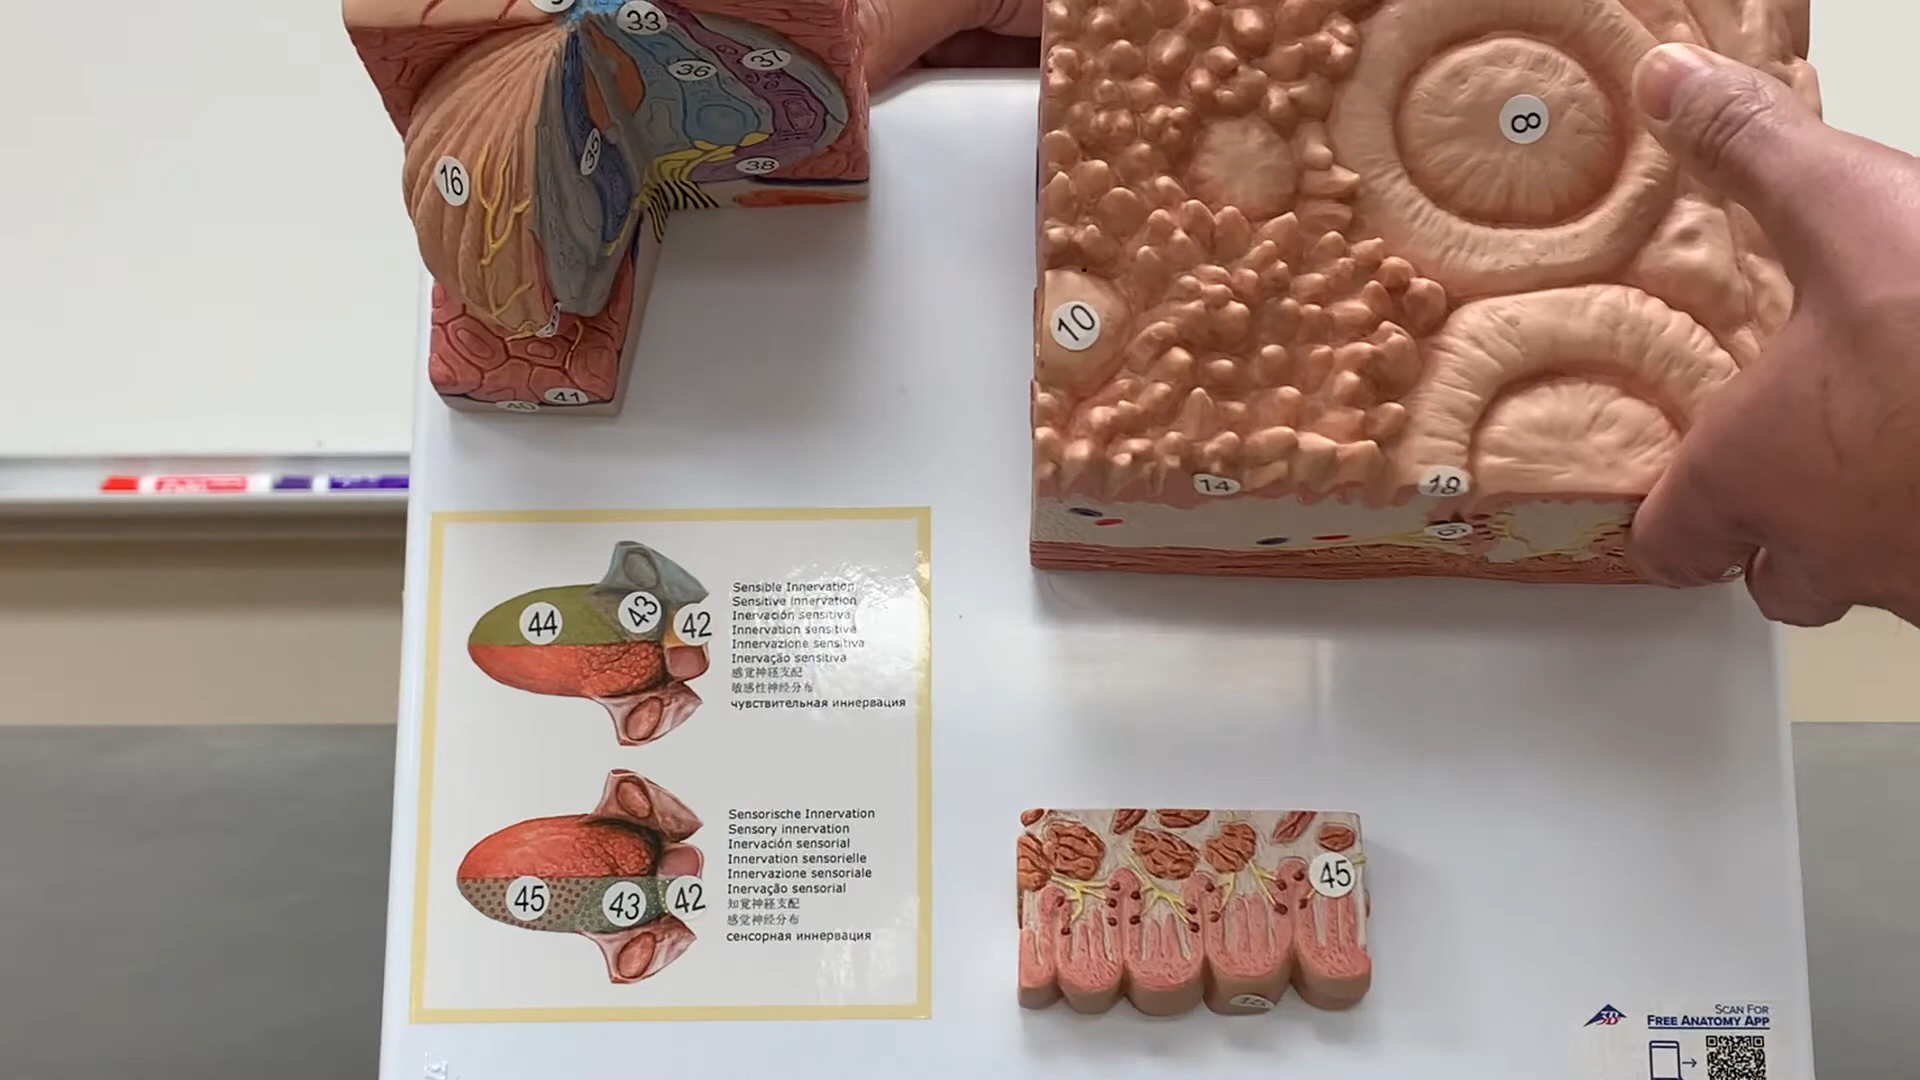 33
36
37
35
38
16
40
41
8
10
14
18
9
44
43
42
Sensible Innervation
Sensitive innervation
Inervación sensitiva
Innervation sensitive
Innervazione sensitiva
Inervação sensitiva
感覚神経支配
敏感性神经分布
чувствительная иннервация
45
43
42
Sensorische Innervation
Sensory innervation
Inervación sensorial
Innervation sensorielle
Innervazione sensoriale
Inervação sensorial
知覚神経支配
感觉神经分布
сенсорная иннервация
45
15
3B
SCAN FOR
FREE ANATOMY APP